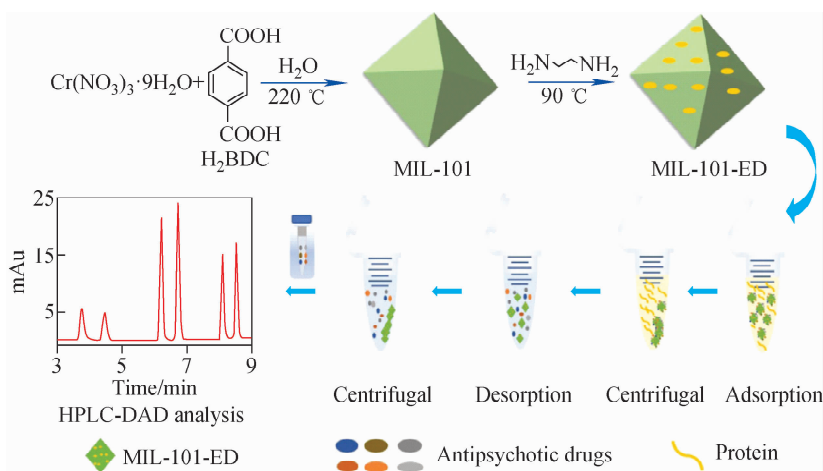 COOH
H₂N NH₂
Cr(NO₃)₃·9H₂O+
H₂O
220 ℃
90 ℃
COOH
H₂BDC
MIL-101
MIL-101-ED
25
15
5
mAu
3 5 7 9
Time/min
HPLC-DAD analysis
Centrifugal
Desorption
Centrifugal
Adsorption
MIL-101-ED
Antipsychotic drugs
Protein